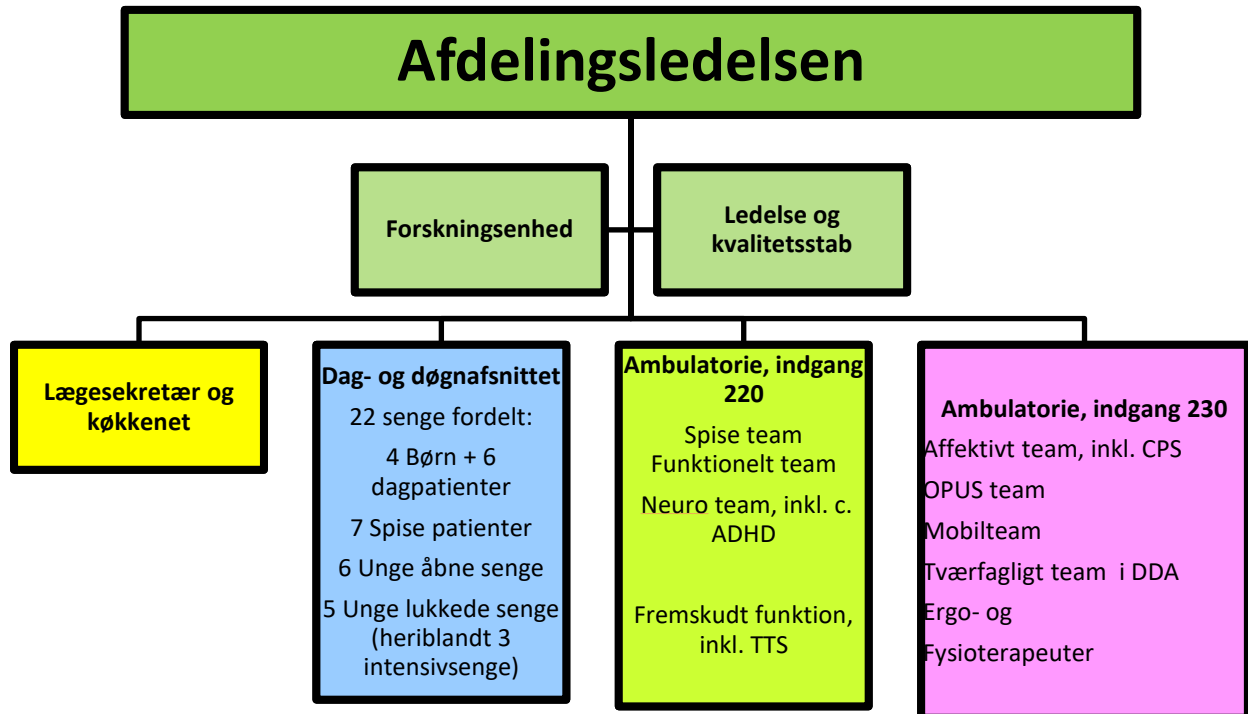 Afdelingsledelsen
Forskningsenhed
Ledelse og
kvalitetsstab
Lægesekretær og
køkkenet
Dag- og døgnafsnittet
22 senge fordelt:
4 Børn + 6
dagpatienter
7 Spise patienter
6 Unge åbne senge
5 Unge lukkede senge
(heriblandt 3
intensivsenge)
Ambulatorie, indgang
220
Spise team
Funktionelt team
Neuro team, inkl. c.
ADHD
Fremskudt funktion,
inkl. TTS
Ambulatorie, indgang 230
Affektivt team, inkl. CPS
OPUS team
Mobilteam
Tværfagligt team i DDA
Ergo- og
Fysioterapeuter